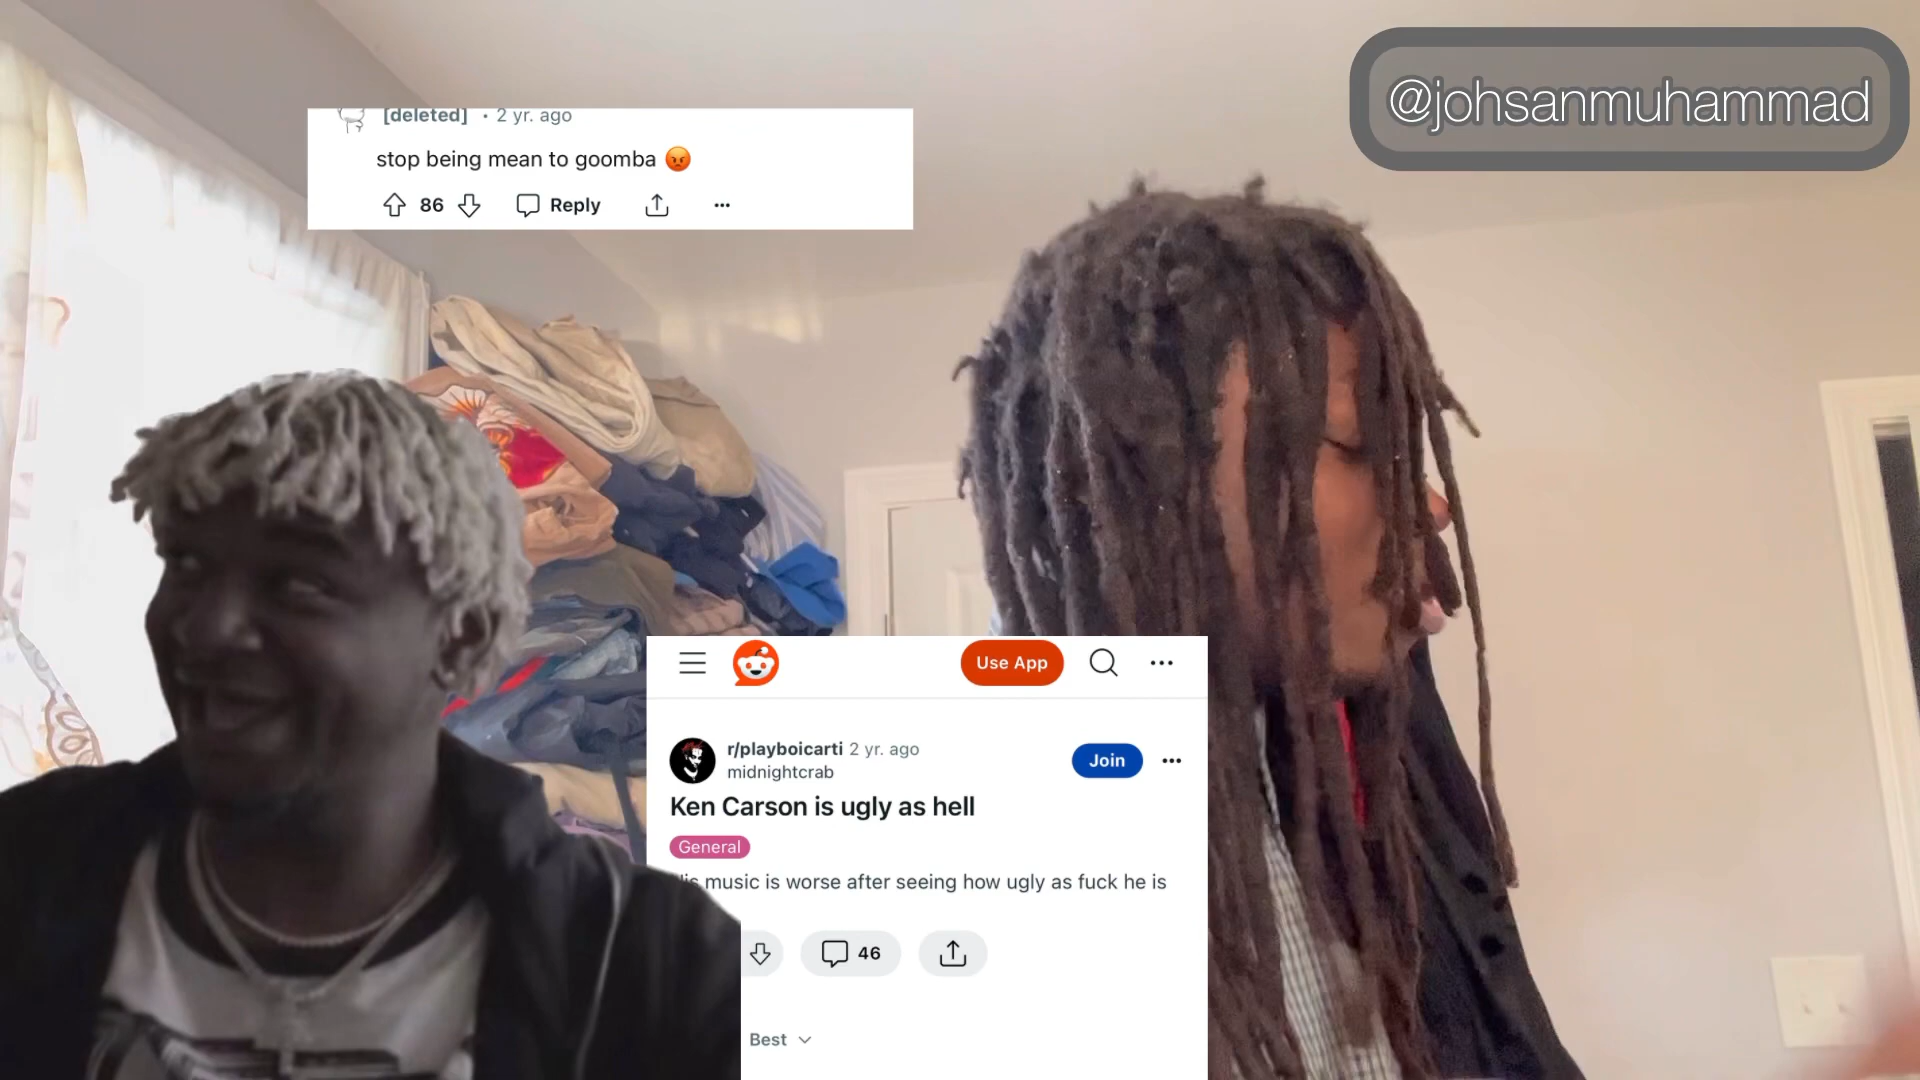 @johsanmuhammad
[deleted] • 2 yr. ago
stop being mean to goomba 😡
86 Reply
Use App
r/playboicarti 2 yr. ago
midnightcrab
Join
Ken Carson is ugly as hell
General
music is worse after seeing how ugly as fuck he is
46
Best